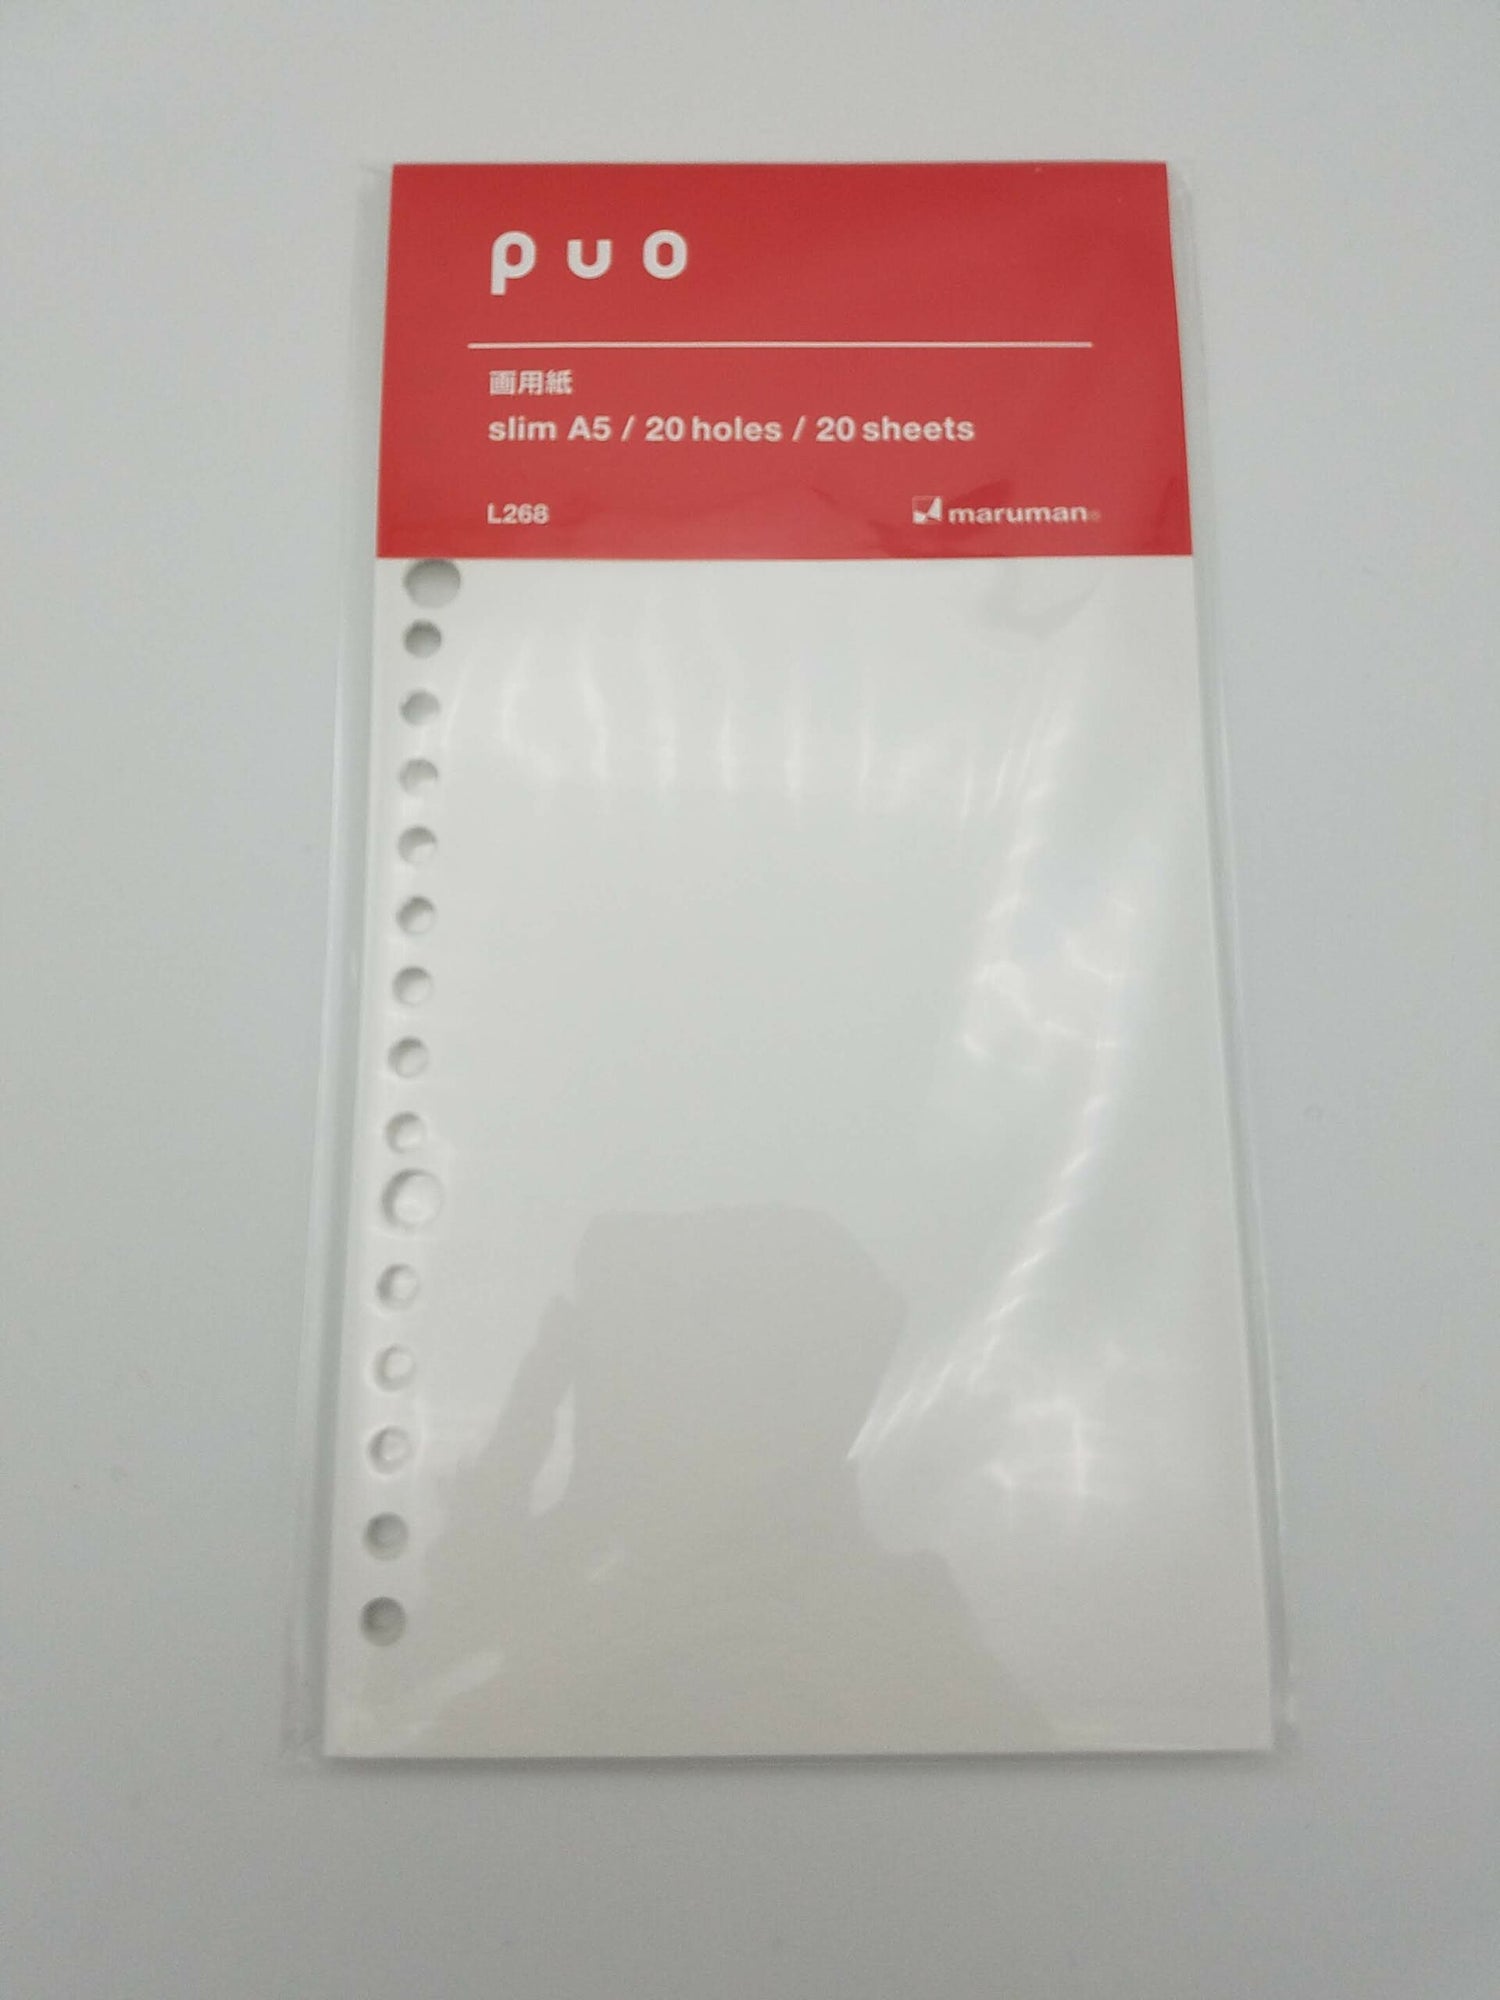 puo
画用紙
slim A5 / 20 holes / 20 sheets
L268
maruman®